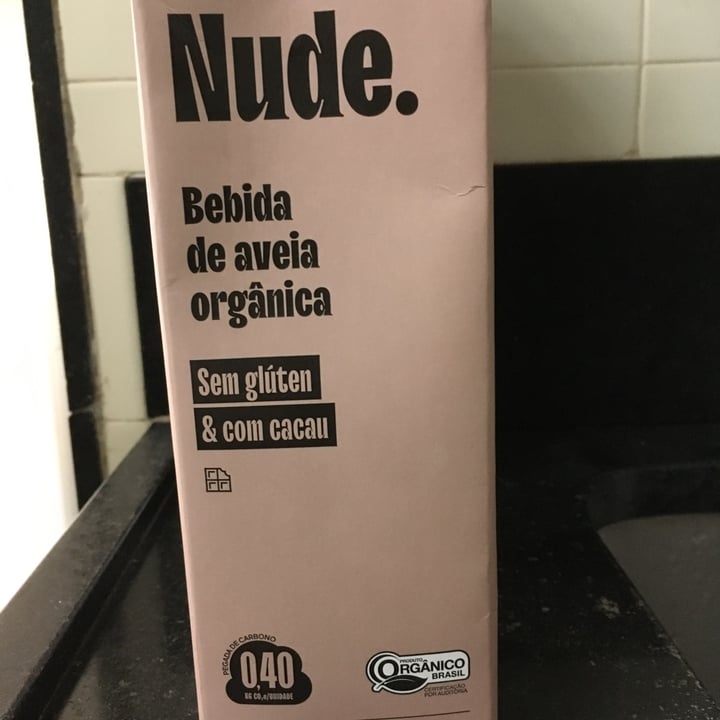 Nude.
Bebida
de aveia
orgânica
Sem glúten
& com cacau
PEGADA DE CARBONO
0,40
KG CO₂e/UNIDADE
PRODUTO
ORGÂNICO
BRASIL
CERTIFICAÇÃO
POR AUDITORIA